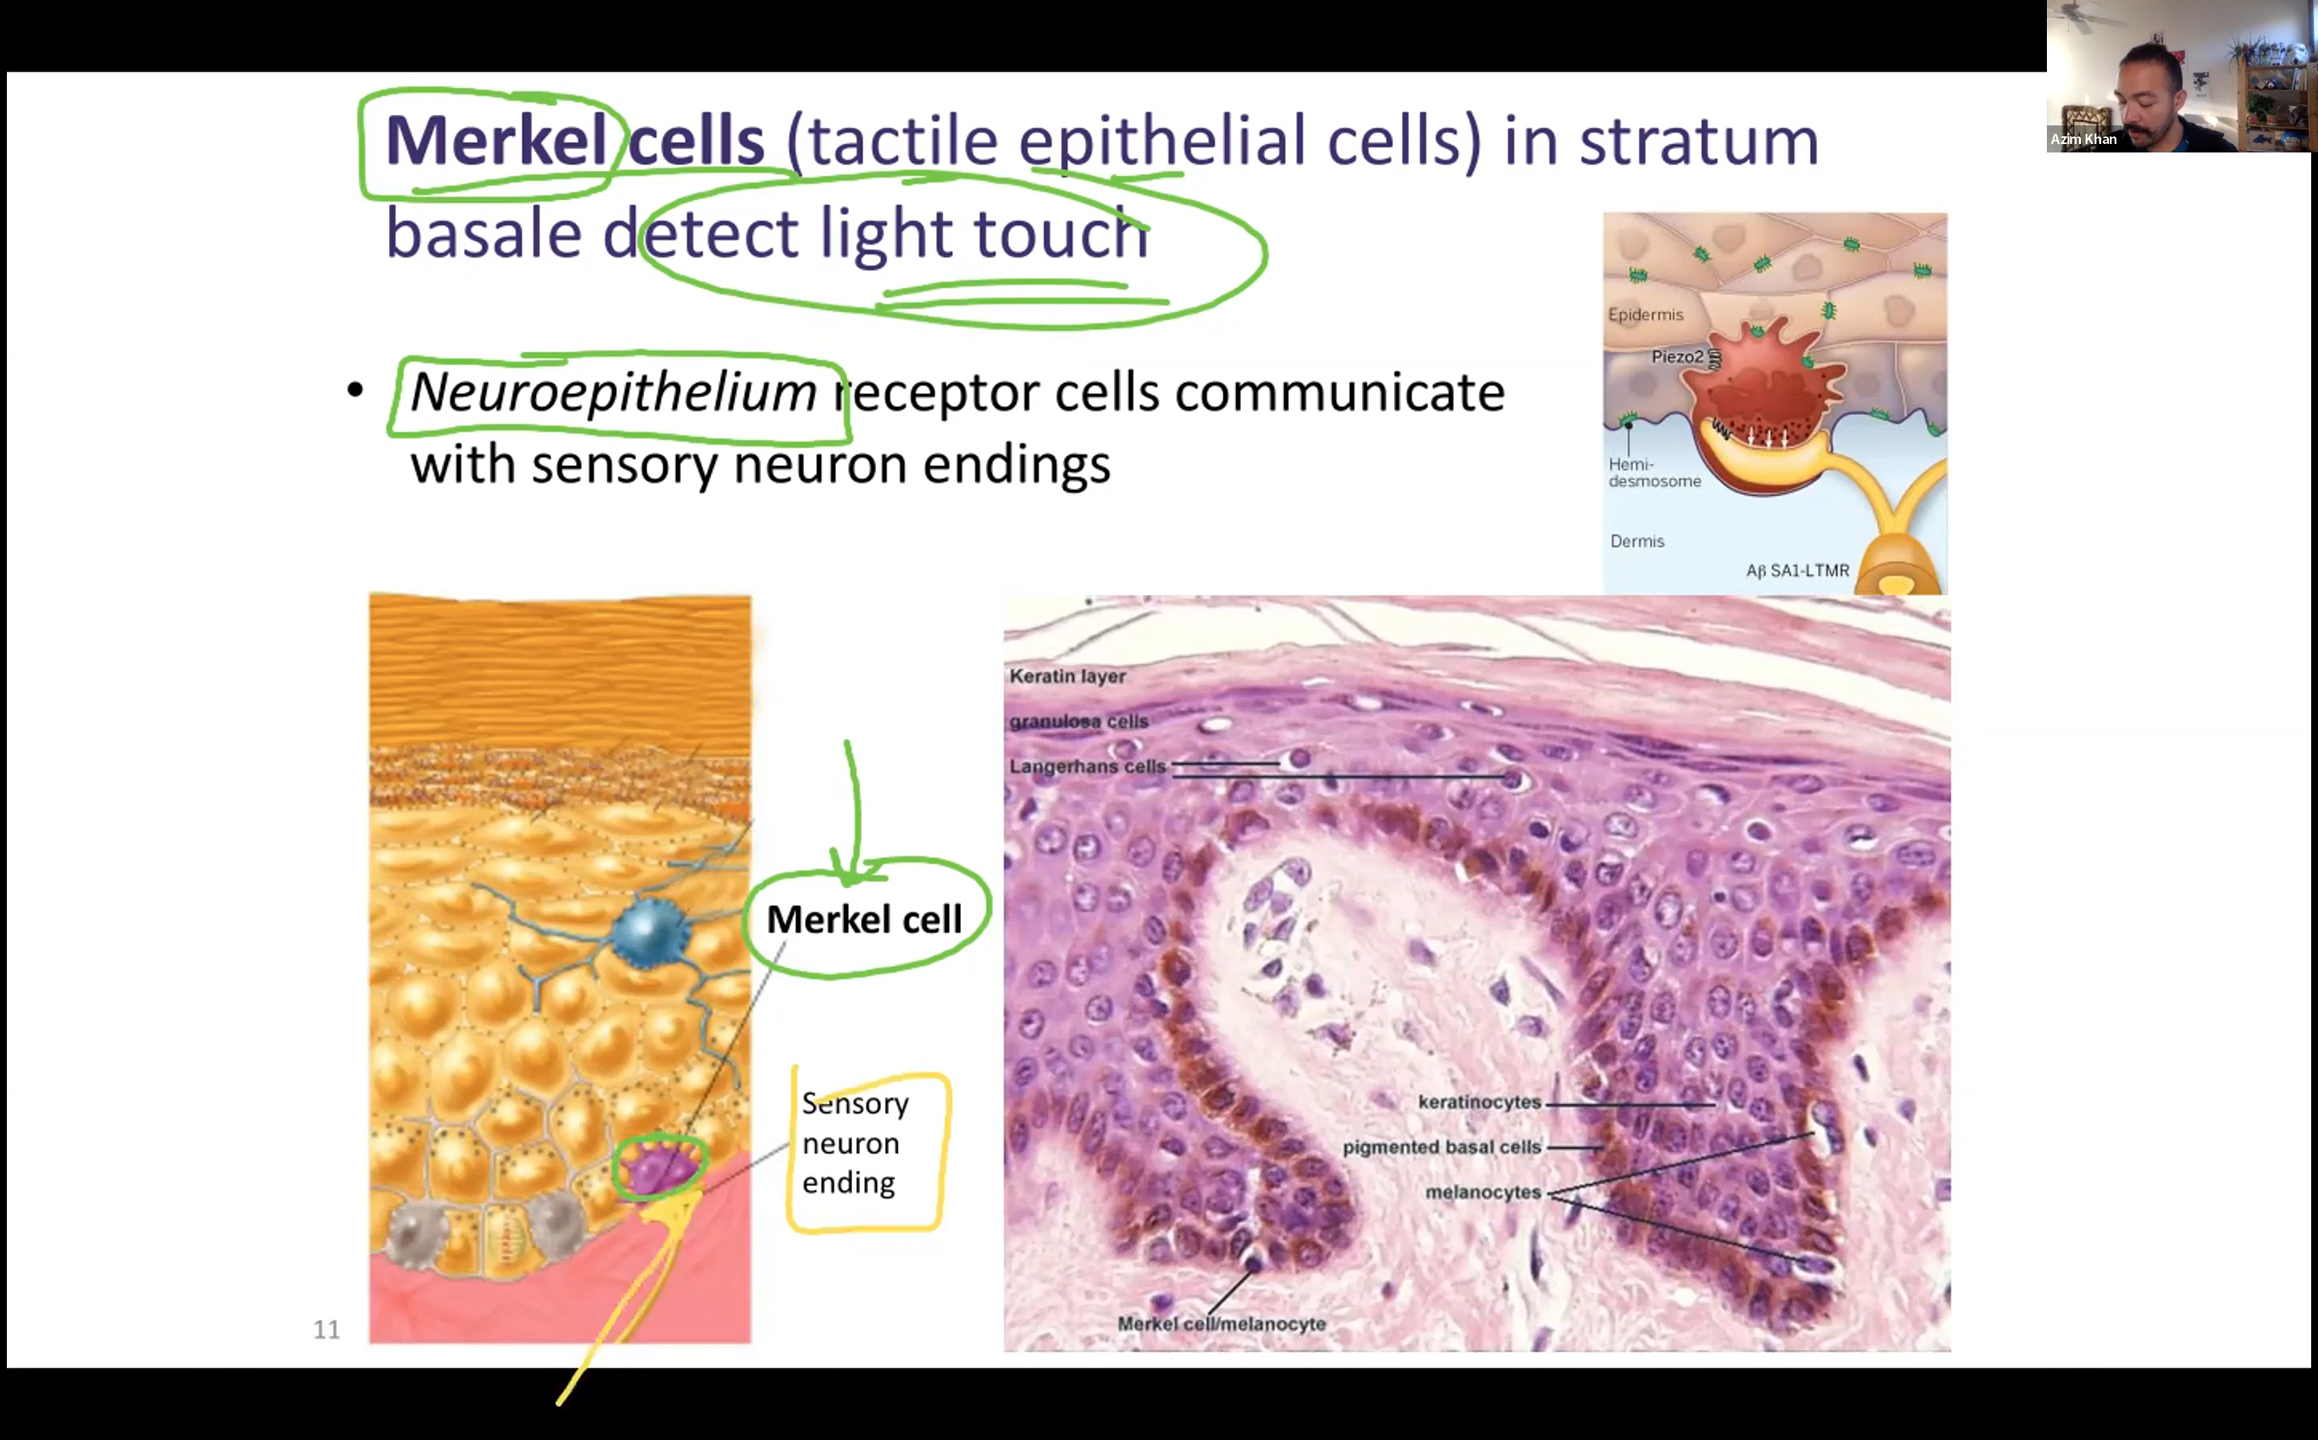 Azim Khan
Merkel cells (tactile epithelial cells) in stratum
basale detect light touch
• Neuroepithelium receptor cells communicate
with sensory neuron endings
Epidermis
Piezo2
Hemi-
desmosome
Dermis
Aβ SA1-LTMR
Merkel cell
Sensory
neuron
ending
Keratin layer
granulosa cells
Langerhans cells
keratinocytes
pigmented basal cells
melanocytes
Merkel cell/melanocyte
11